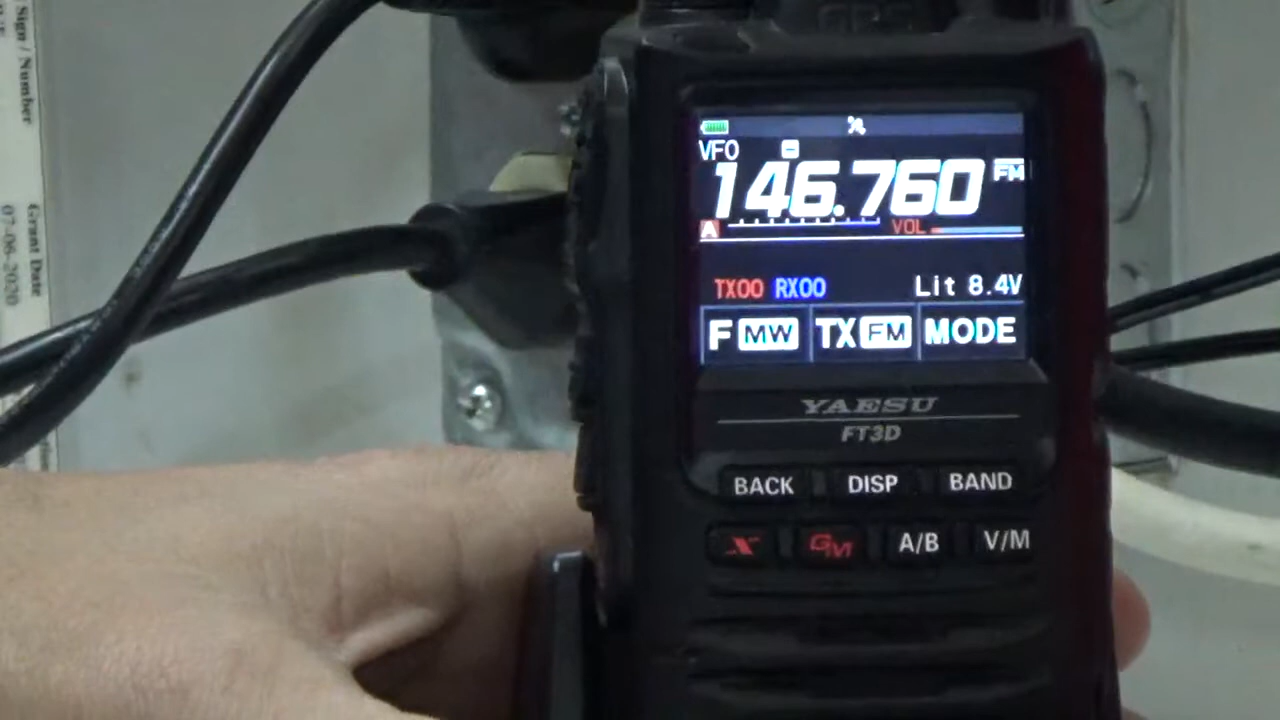 Sign / Number
Grant Date
07-06-2020
VFO
146.760 FM
A VOL
TX00 RX00 Lit 8.4V
F MW TX FM MODE
YAESU
FT3D
BACK DISP BAND
X GM A/B V/M